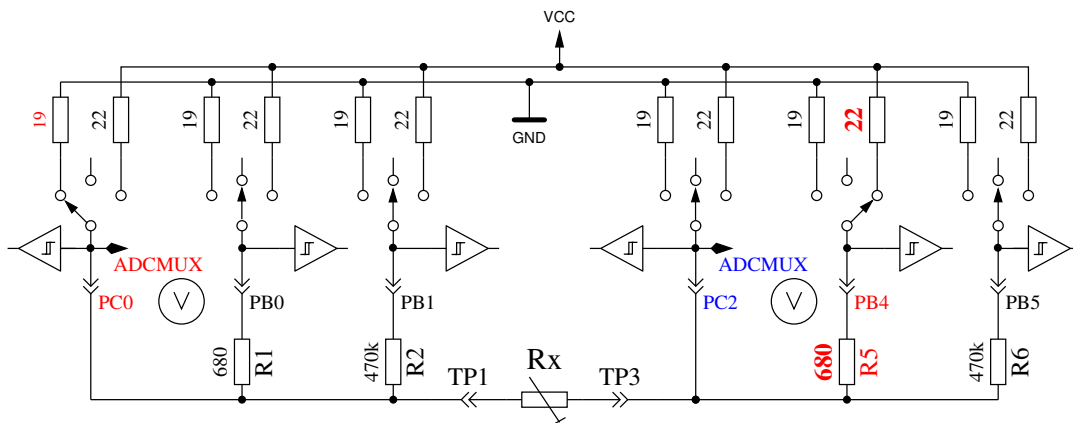 VCC
19
22
19
22
19
22
GND
19
22
19
22
19
22
ADCMUX
ADCMUX
PC0
V
PB0
PB1
PC2
V
PB4
PB5
680
R1
470k
R2
TP1
Rx
TP3
680
R5
470k
R6